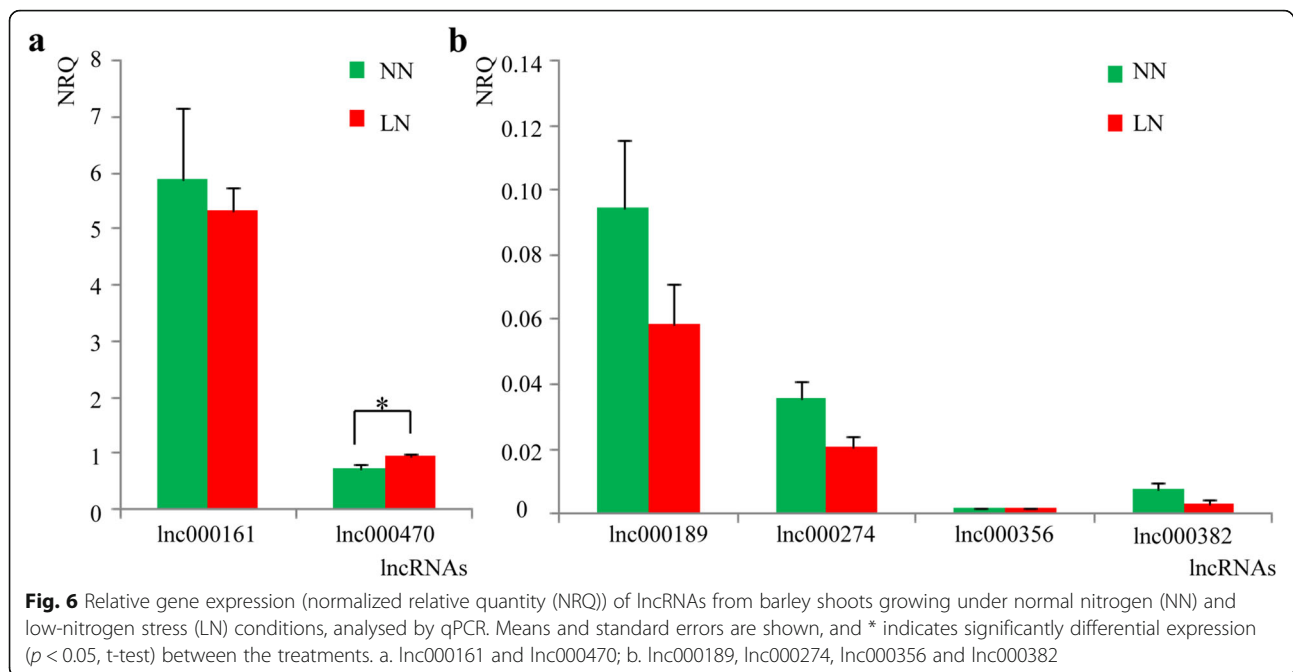 a
NRQ
8
7
6
5
4
3
2
1
0
NN
LN
*
lnc000161 lnc000470
lncRNAs
b
NRQ
0.14
0.12
0.10
0.08
0.06
0.04
0.02
0
NN
LN
lnc000189 lnc000274 lnc000356 lnc000382
lncRNAs
Fig. 6 Relative gene expression (normalized relative quantity (NRQ)) of lncRNAs from barley shoots growing under normal nitrogen (NN) and
low-nitrogen stress (LN) conditions, analysed by qPCR. Means and standard errors are shown, and * indicates significantly differential expression
(p < 0.05, t-test) between the treatments. a. lnc000161 and lnc000470; b. lnc000189, lnc000274, lnc000356 and lnc000382